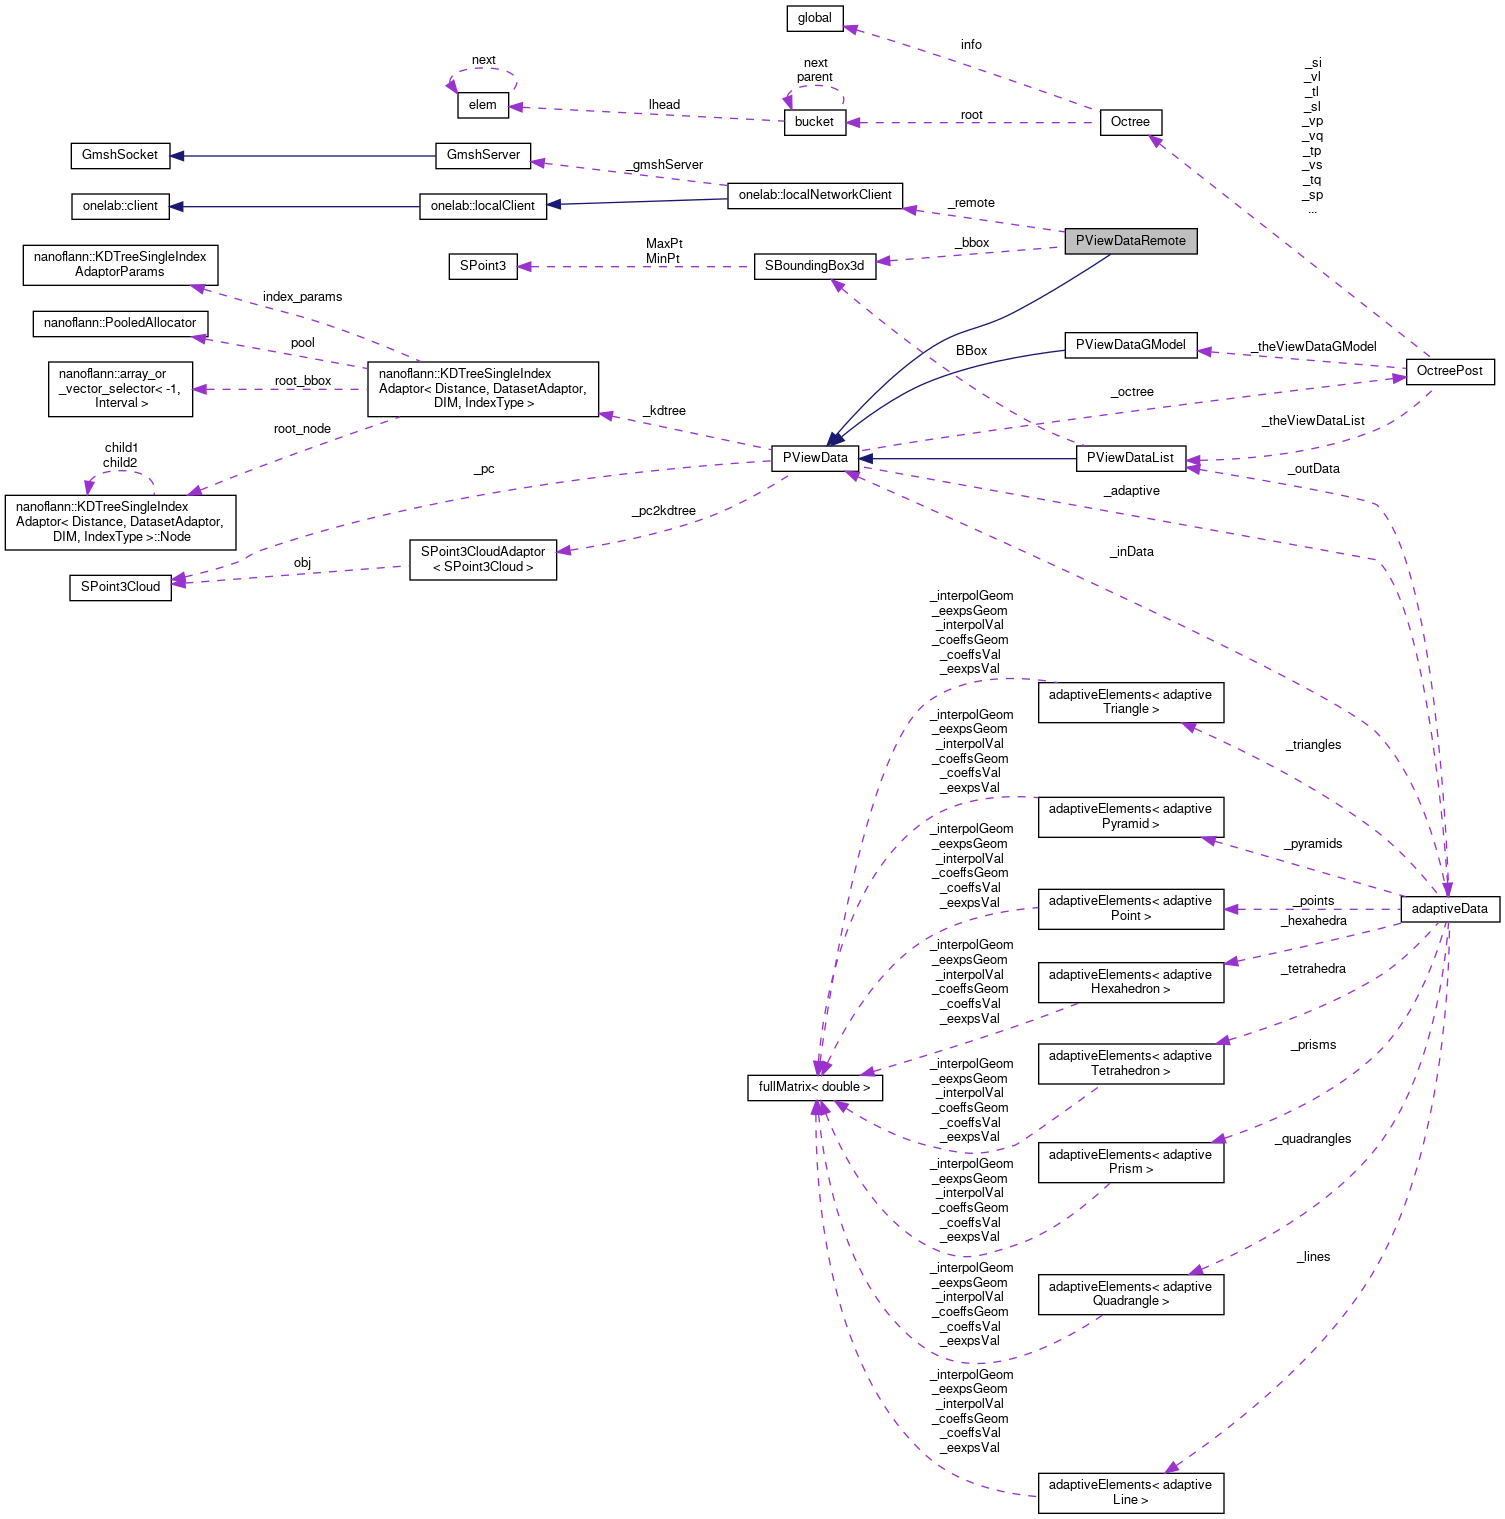 global
info
_si
_vl
_tl
_sl
_vp
_vq
_tp
_vs
_tq
_sp
...
next
elem
next
parent
lhead
bucket
root
Octree
GmshSocket
GmshServer
_gmshServer
onelab::client
onelab::localClient
onelab::localNetworkClient
_remote
PViewDataRemote
_bbox
nanoflann::KDTreeSingleIndex
AdaptorParams
SPoint3
MaxPt
MinPt
SBoundingBox3d
index_params
nanoflann::PooledAllocator
pool
nanoflann::array_or
_vector_selector< -1,
Interval >
root_bbox
nanoflann::KDTreeSingleIndex
Adaptor< Distance, DatasetAdaptor,
DIM, IndexType >
BBox
PViewDataGModel
_theViewDataGModel
OctreePost
_octree
_kdtree
_theViewDataList
root_node
child1
child2
_pc
PViewData
PViewDataList
_outData
_adaptive
nanoflann::KDTreeSingleIndex
Adaptor< Distance, DatasetAdaptor,
DIM, IndexType >::Node
_pc2kdtree
SPoint3CloudAdaptor
< SPoint3Cloud >
_inData
obj
SPoint3Cloud
_interpolGeom
_eexpsGeom
_interpolVal
_coeffsGeom
_coeffsVal
_eexpsVal
adaptiveElements< adaptive
Triangle >
_triangles
_interpolGeom
_eexpsGeom
_interpolVal
_coeffsGeom
_coeffsVal
_eexpsVal
adaptiveElements< adaptive
Pyramid >
_pyramids
_interpolGeom
_eexpsGeom
_interpolVal
_coeffsGeom
_coeffsVal
_eexpsVal
adaptiveElements< adaptive
Point >
_points
adaptiveData
_hexahedra
_interpolGeom
_eexpsGeom
_interpolVal
_coeffsGeom
_coeffsVal
_eexpsVal
adaptiveElements< adaptive
Hexahedron >
_tetrahedra
_interpolGeom
_eexpsGeom
_interpolVal
_coeffsGeom
_coeffsVal
_eexpsVal
adaptiveElements< adaptive
Tetrahedron >
_prisms
fullMatrix< double >
_interpolGeom
_eexpsGeom
_interpolVal
_coeffsGeom
_coeffsVal
_eexpsVal
adaptiveElements< adaptive
Prism >
_quadrangles
_interpolGeom
_eexpsGeom
_interpolVal
_coeffsGeom
_coeffsVal
_eexpsVal
adaptiveElements< adaptive
Quadrangle >
_lines
_interpolGeom
_eexpsGeom
_interpolVal
_coeffsGeom
_coeffsVal
_eexpsVal
adaptiveElements< adaptive
Line >